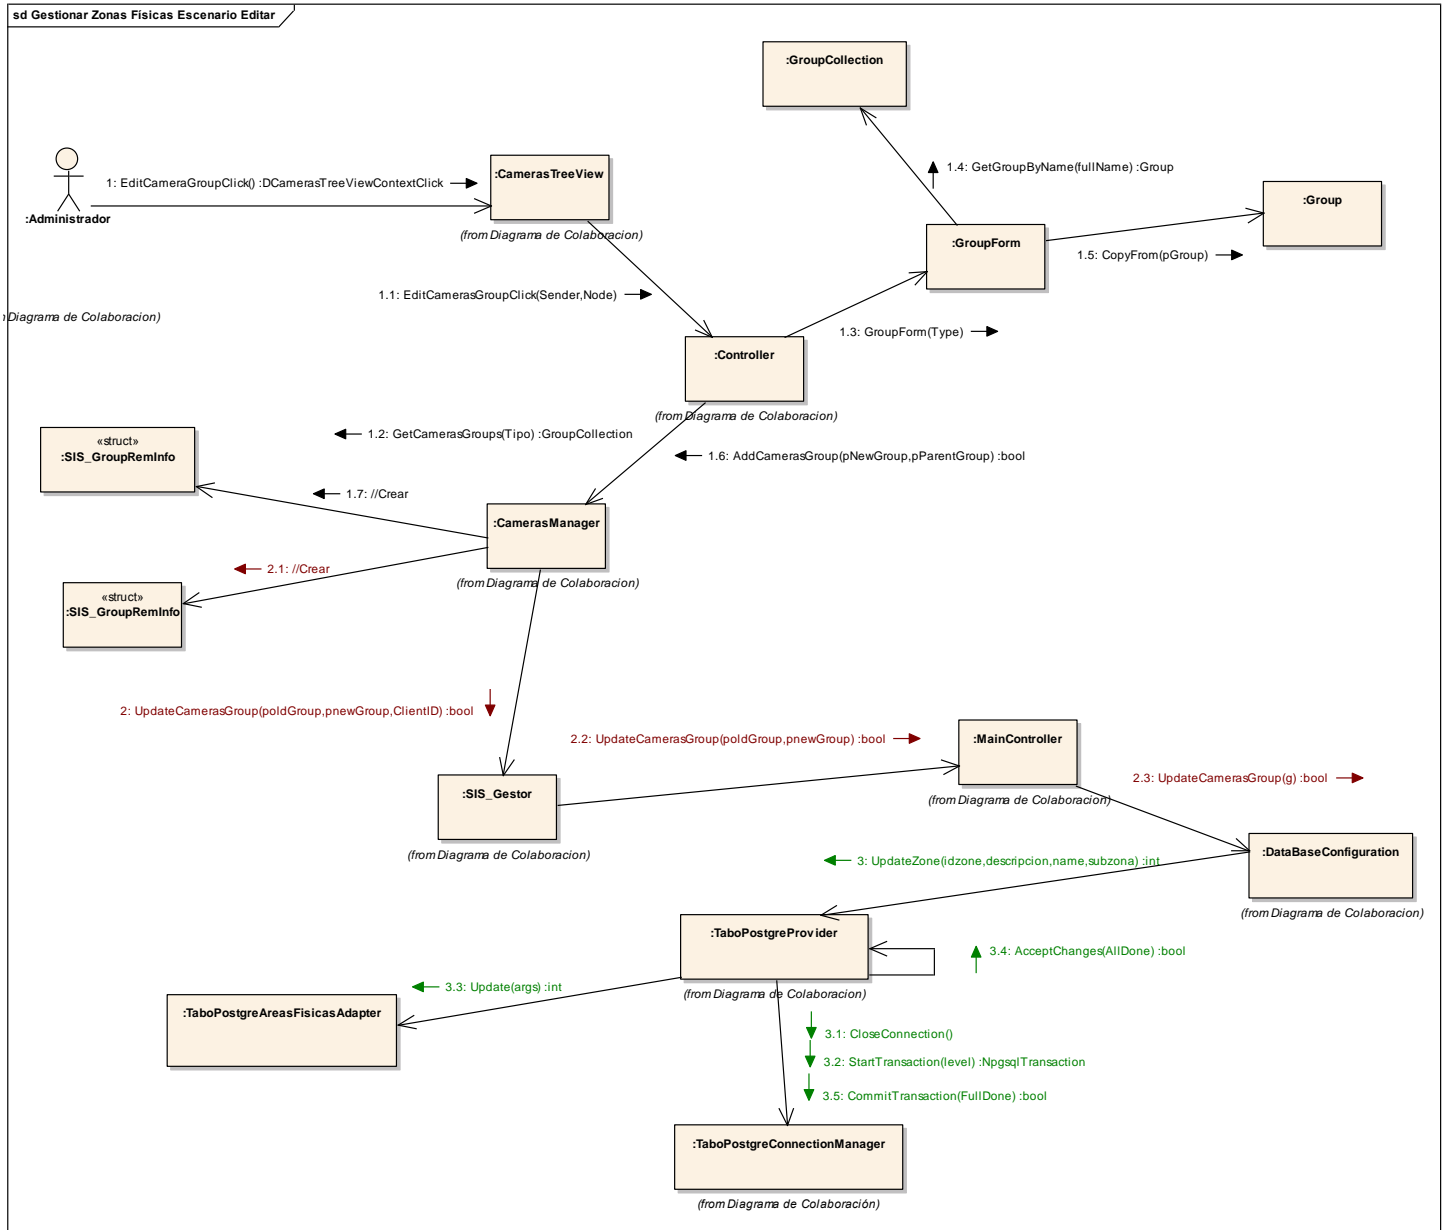 sd Gestionar Zonas Físicas Escenario Editar
:GroupCollection
1.4: GetGroupByName(fullName) :Group
:Administrador
1: EditCameraGroupClick() :DCamerasTreeViewContextClick
:CamerasTreeView
(from Diagrama de Colaboracion)
:GroupForm
:Group
1.5: CopyFrom(pGroup)
1.1: EditCamerasGroupClick(Sender,Node)
Diagrama de Colaboracion)
1.3: GroupForm(Type)
:Controller
(from Diagrama de Colaboracion)
1.2: GetCamerasGroups(Tipo) :GroupCollection
«struct»
:SIS_GroupRemInfo
1.6: AddCamerasGroup(pNewGroup,pParentGroup) :bool
1.7: //Crear
:CamerasManager
(from Diagrama de Colaboracion)
2.1: //Crear
«struct»
:SIS_GroupRemInfo
2: UpdateCamerasGroup(poldGroup,pnewGroup,ClientID) :bool
2.2: UpdateCamerasGroup(poldGroup,pnewGroup) :bool
:MainController
(from Diagrama de Colaboracion)
2.3: UpdateCamerasGroup(g) :bool
:SIS_Gestor
(from Diagrama de Colaboracion)
3: UpdateZone(idzone,descripcion,name,subzona) :int
:DataBaseConfiguration
(from Diagrama de Colaboracion)
:TaboPostgreProvider
(from Diagrama de Colaboracion)
3.4: AcceptChanges(AllDone) :bool
3.3: Update(args) :int
:TaboPostgreAreasFisicasAdapter
3.1: CloseConnection()
3.2: StartTransaction(level) :NpgsqlTransaction
3.5: CommitTransaction(FullDone) :bool
:TaboPostgreConnectionManager
(from Diagrama de Colaboración)